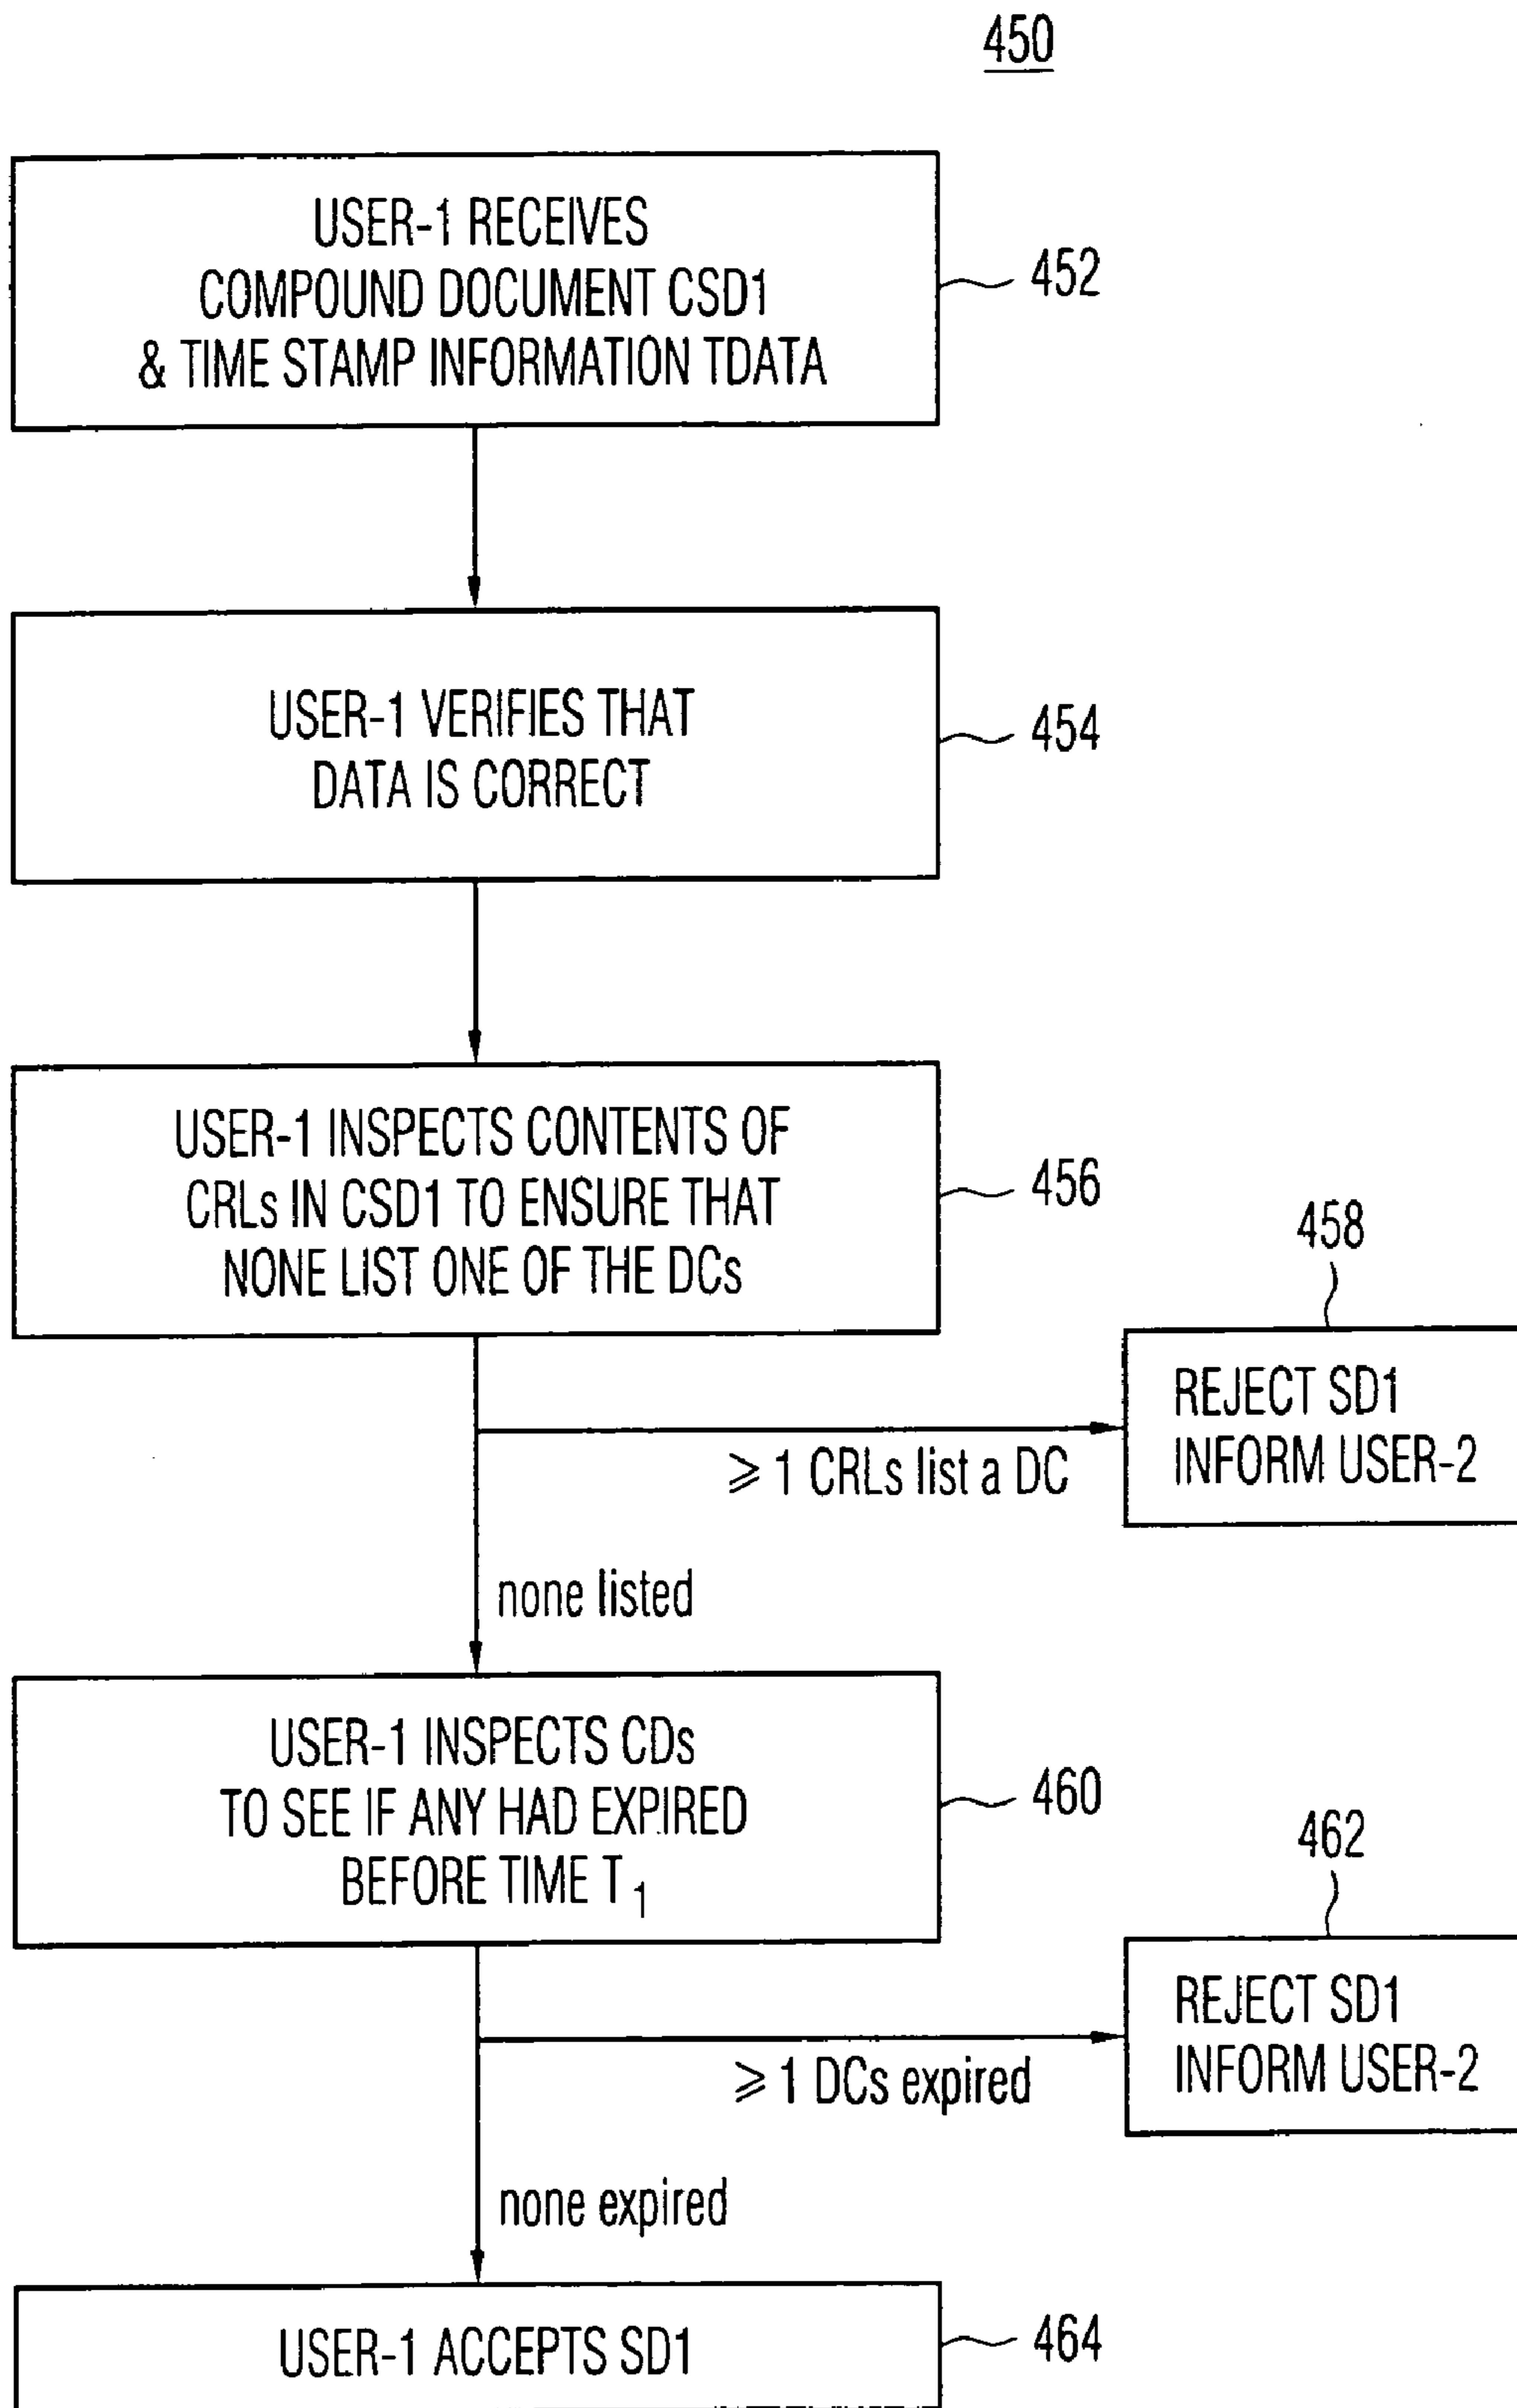 450
USER-1 RECEIVES
COMPOUND DOCUMENT CSD1
& TIME STAMP INFORMATION TDATA
452
USER-1 VERIFIES THAT
DATA IS CORRECT
454
USER-1 INSPECTS CONTENTS OF
CRLs IN CSD1 TO ENSURE THAT
NONE LIST ONE OF THE DCs
456
458
REJECT SD1
INFORM USER-2
⩾ 1 CRLs list a DC
none listed
USER-1 INSPECTS CDs
TO SEE IF ANY HAD EXPIRED
BEFORE TIME T1
460
462
REJECT SD1
INFORM USER-2
⩾ 1 DCs expired
none expired
USER-1 ACCEPTS SD1
464